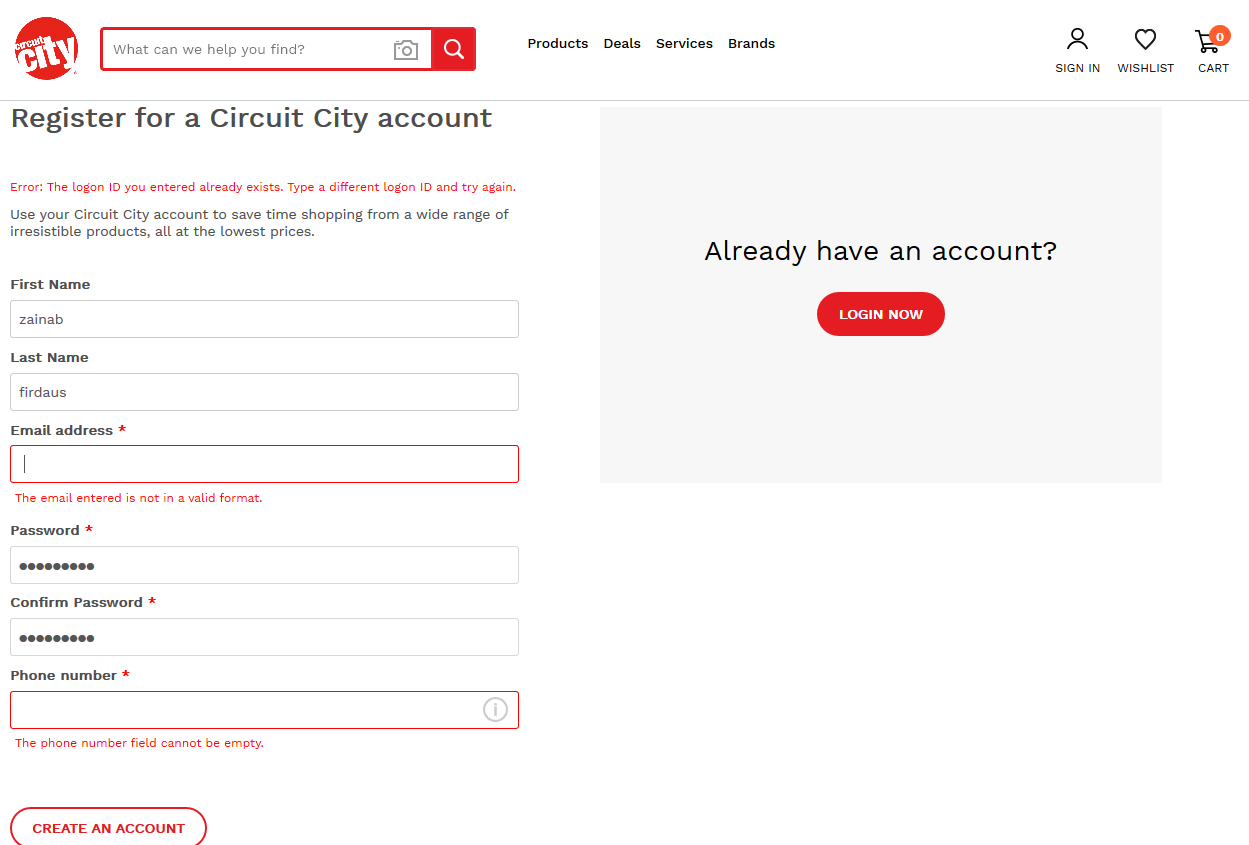 circuit
city
What can we help you find?
Products Deals Services Brands
0
SIGN IN WISHLIST CART
Register for a Circuit City account
Error: The logon ID you entered already exists. Type a different logon ID and try again.
Use your Circuit City account to save time shopping from a wide range of
irresistible products, all at the lowest prices.
First Name
zainab
Last Name
firdaus
Email address *
The email entered is not in a valid format.
Password *
●●●●●●●●●
Confirm Password *
●●●●●●●●●
Phone number *
The phone number field cannot be empty.
CREATE AN ACCOUNT
Already have an account?
LOGIN NOW